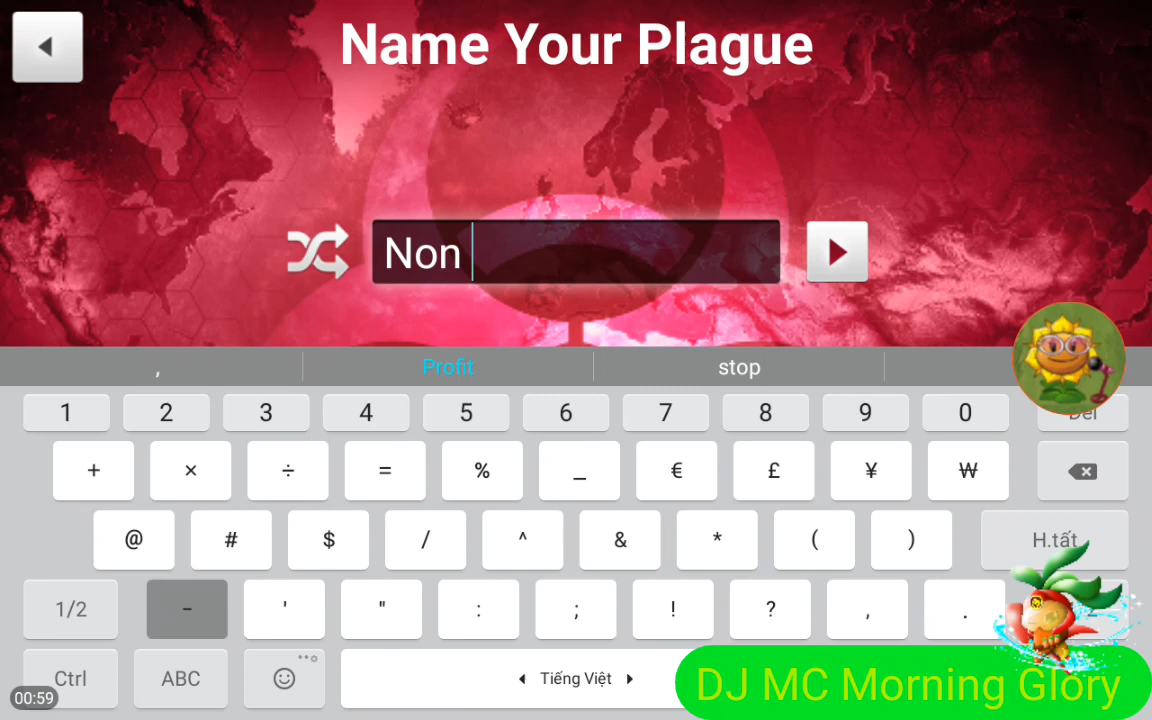 Name Your Plague
Non
, Profit stop
1 2 3 4 5 6 7 8 9 0 Del
+ × ÷ = % _ € £ ¥ ₩
@ # $ / ^ & * ( ) H.tất
1/2 - ' " : ; ! ? , .
Ctrl ABC Tiếng Việt
00:59
DJ MC Morning Glory